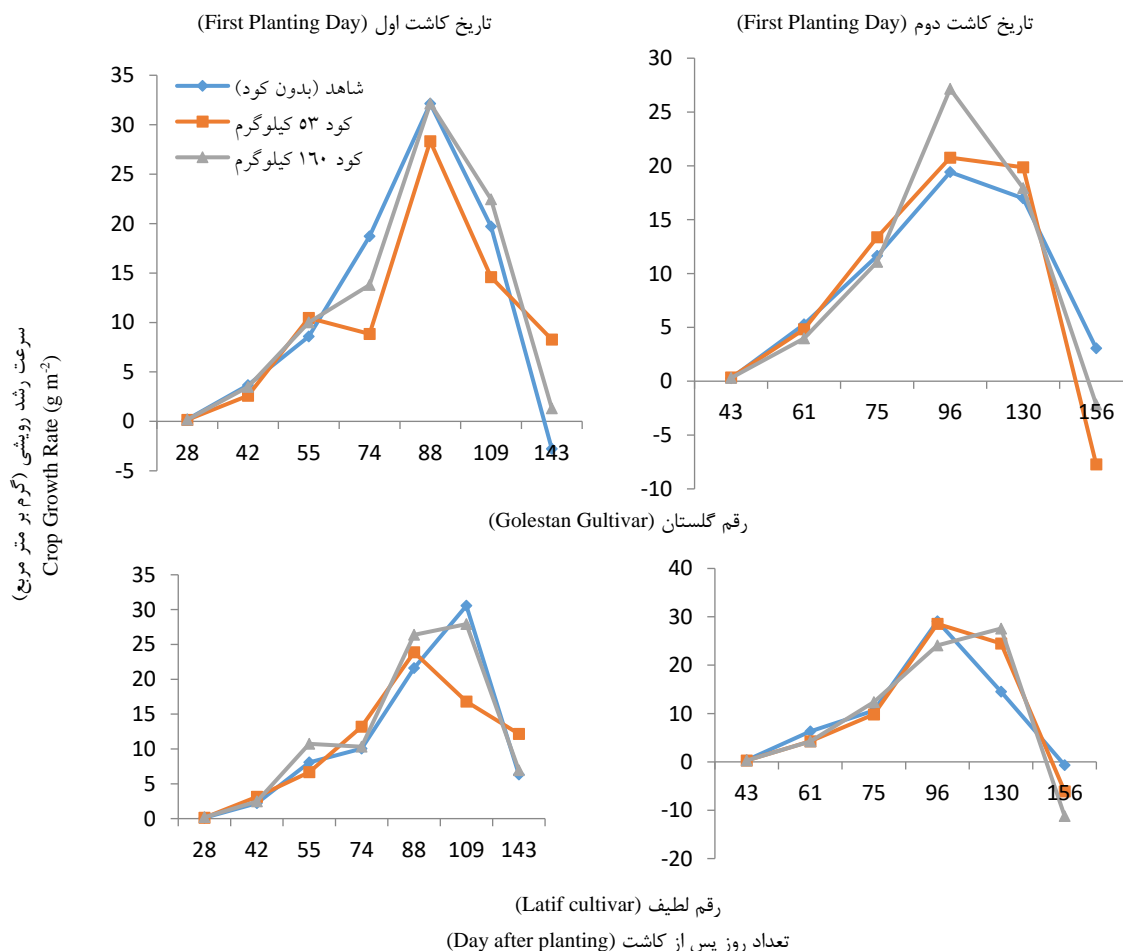 تاریخ کاشت اول (First Planting Day)
تاریخ کاشت دوم (First Planting Day)
سرعت رشد رویشی (گرم بر متر مربع)
Crop Growth Rate (g m-2)
35
30
25
20
15
10
5
0
-5
28 42 55 74 88 109 143
شاهد (بدون کود)
کود ٥٣ کیلوگرم
کود ١٦٠ کیلوگرم
30
25
20
15
10
5
0
-5
-10
43 61 75 96 130 156
رقم گلستان (Golestan Gultivar)
35
30
25
20
15
10
5
0
28 42 55 74 88 109 143
40
30
20
10
0
-10
-20
43 61 75 96 130 156
رقم لطیف (Latif cultivar)
تعداد روز پس از کاشت (Day after planting)